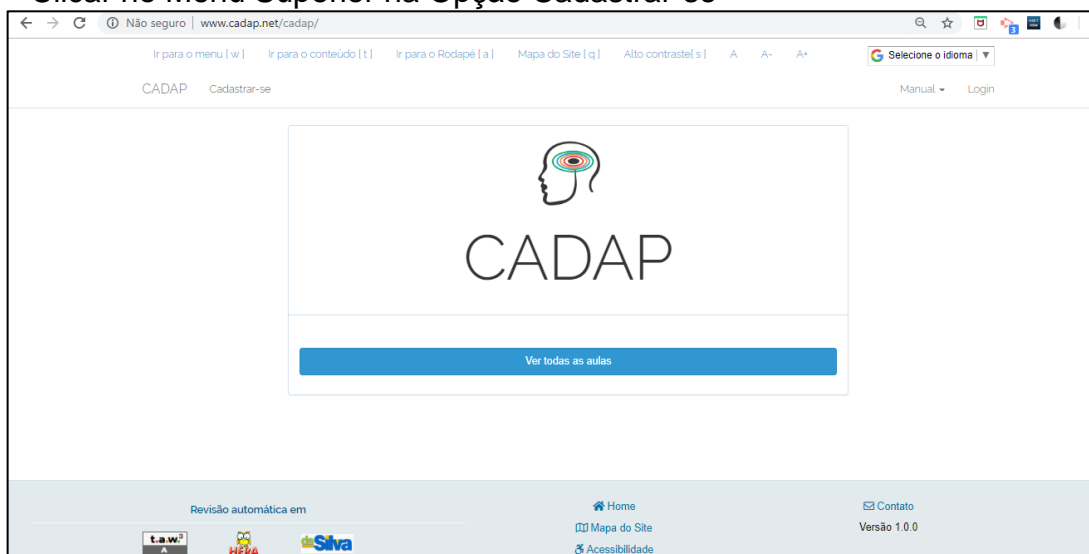 Clicar no Menu Superior na Opção Cadastrar-se
Não seguro | www.cadap.net/cadap/
3
Ir para o menu [ w ] Ir para o conteúdo [ t ] Ir para o Rodapé [ a ] Mapa do Site [ q ] Alto contraste[ s ] A A- A+ Selecione o idioma ▼
CADAP Cadastrar-se Manual Login
CADAP
Ver todas as aulas
Revisão automática em Home Contato
Mapa do Site Versão 1.0.0
t.a.w.³ A HERA daSilva Acessibilidade